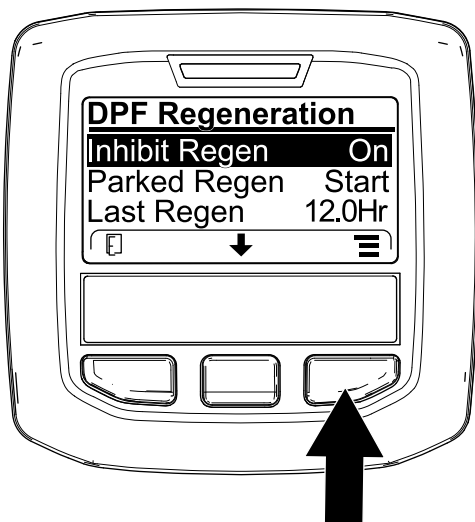 DPF Regeneration
Inhibit Regen On
Parked Regen Start
Last Regen 12.0Hr